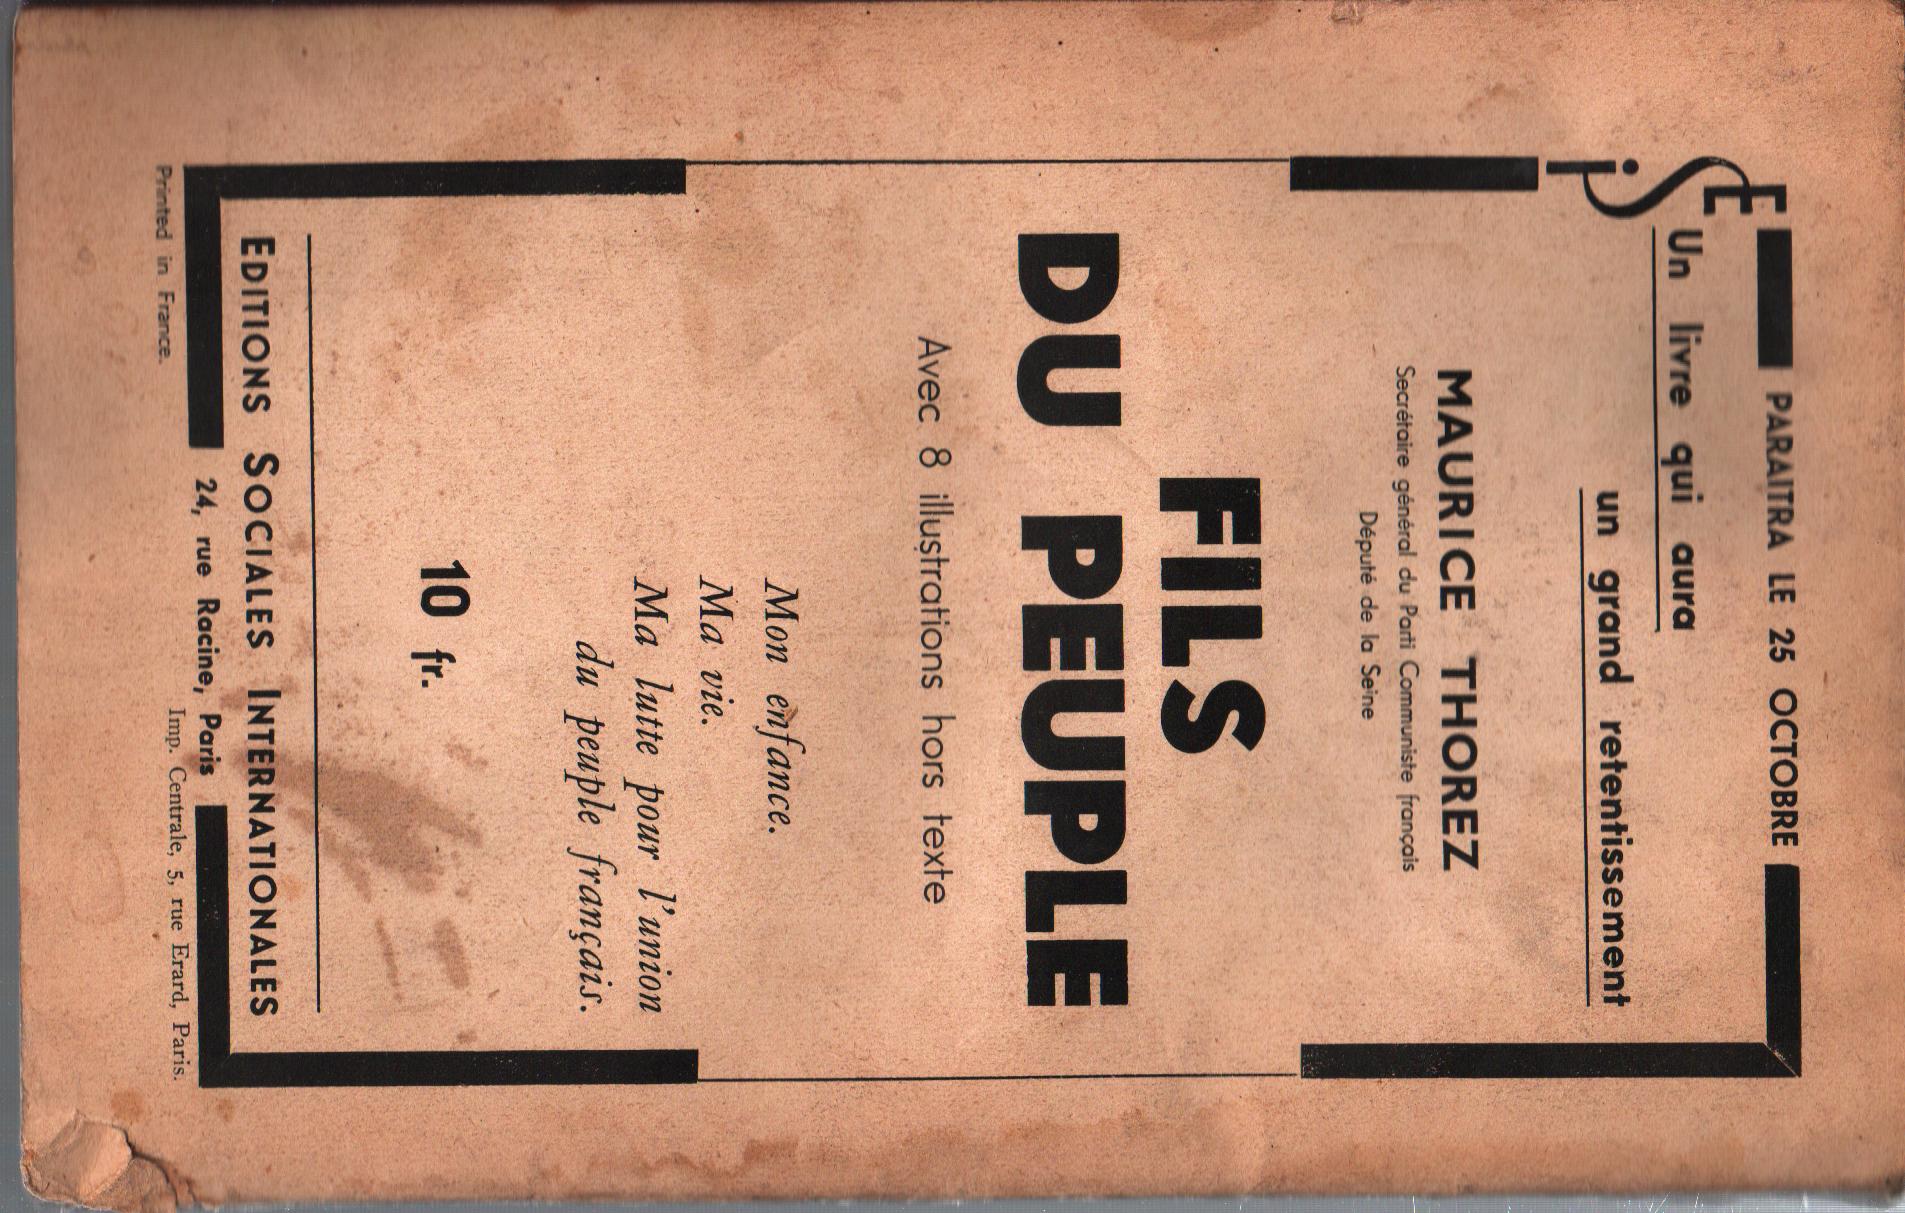 ESI
PARAITRA LE 25 OCTOBRE
Un livre qui aura
un grand retentissement
MAURICE THOREZ
Secrétaire général du Parti Communiste français
Député de la Seine
FILS
DU PEUPLE
Avec 8 illustrations hors texte
Mon enfance.
Ma vie.
Ma lutte pour l'union
du peuple français.
10 fr.
EDITIONS SOCIALES INTERNATIONALES
24, rue Racine, Paris
Imp. Centrale, 5, rue Erard, Paris.
Printed in France.